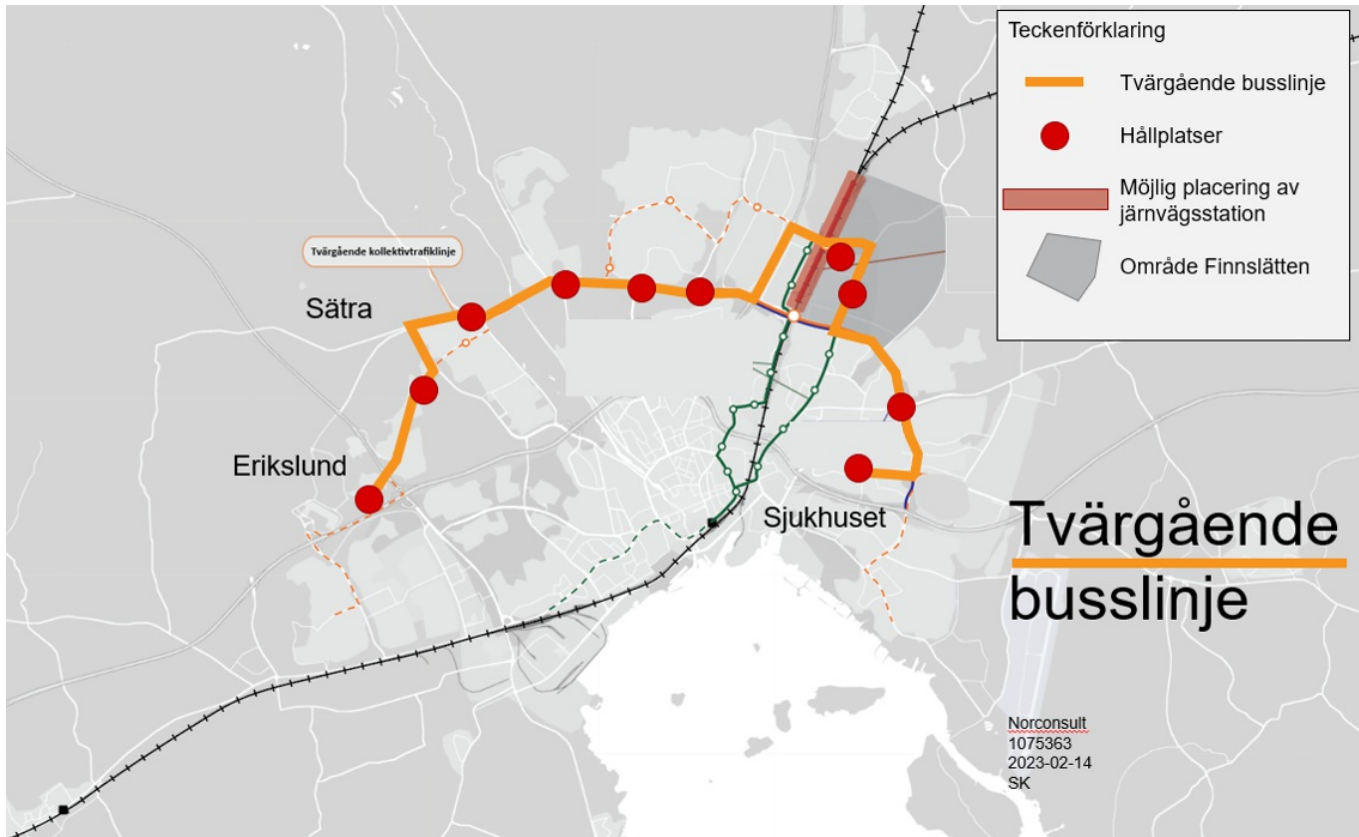 Teckenförklaring
Tvärgående busslinje
Hållplatser
Möjlig placering av
järnvägsstation
Område Finnslätten
Tvärgående kollektivtrafiklinje
Sätra
Erikslund
Sjukhuset
Tvärgående
busslinje
Norconsult
1075363
2023-02-14
SK